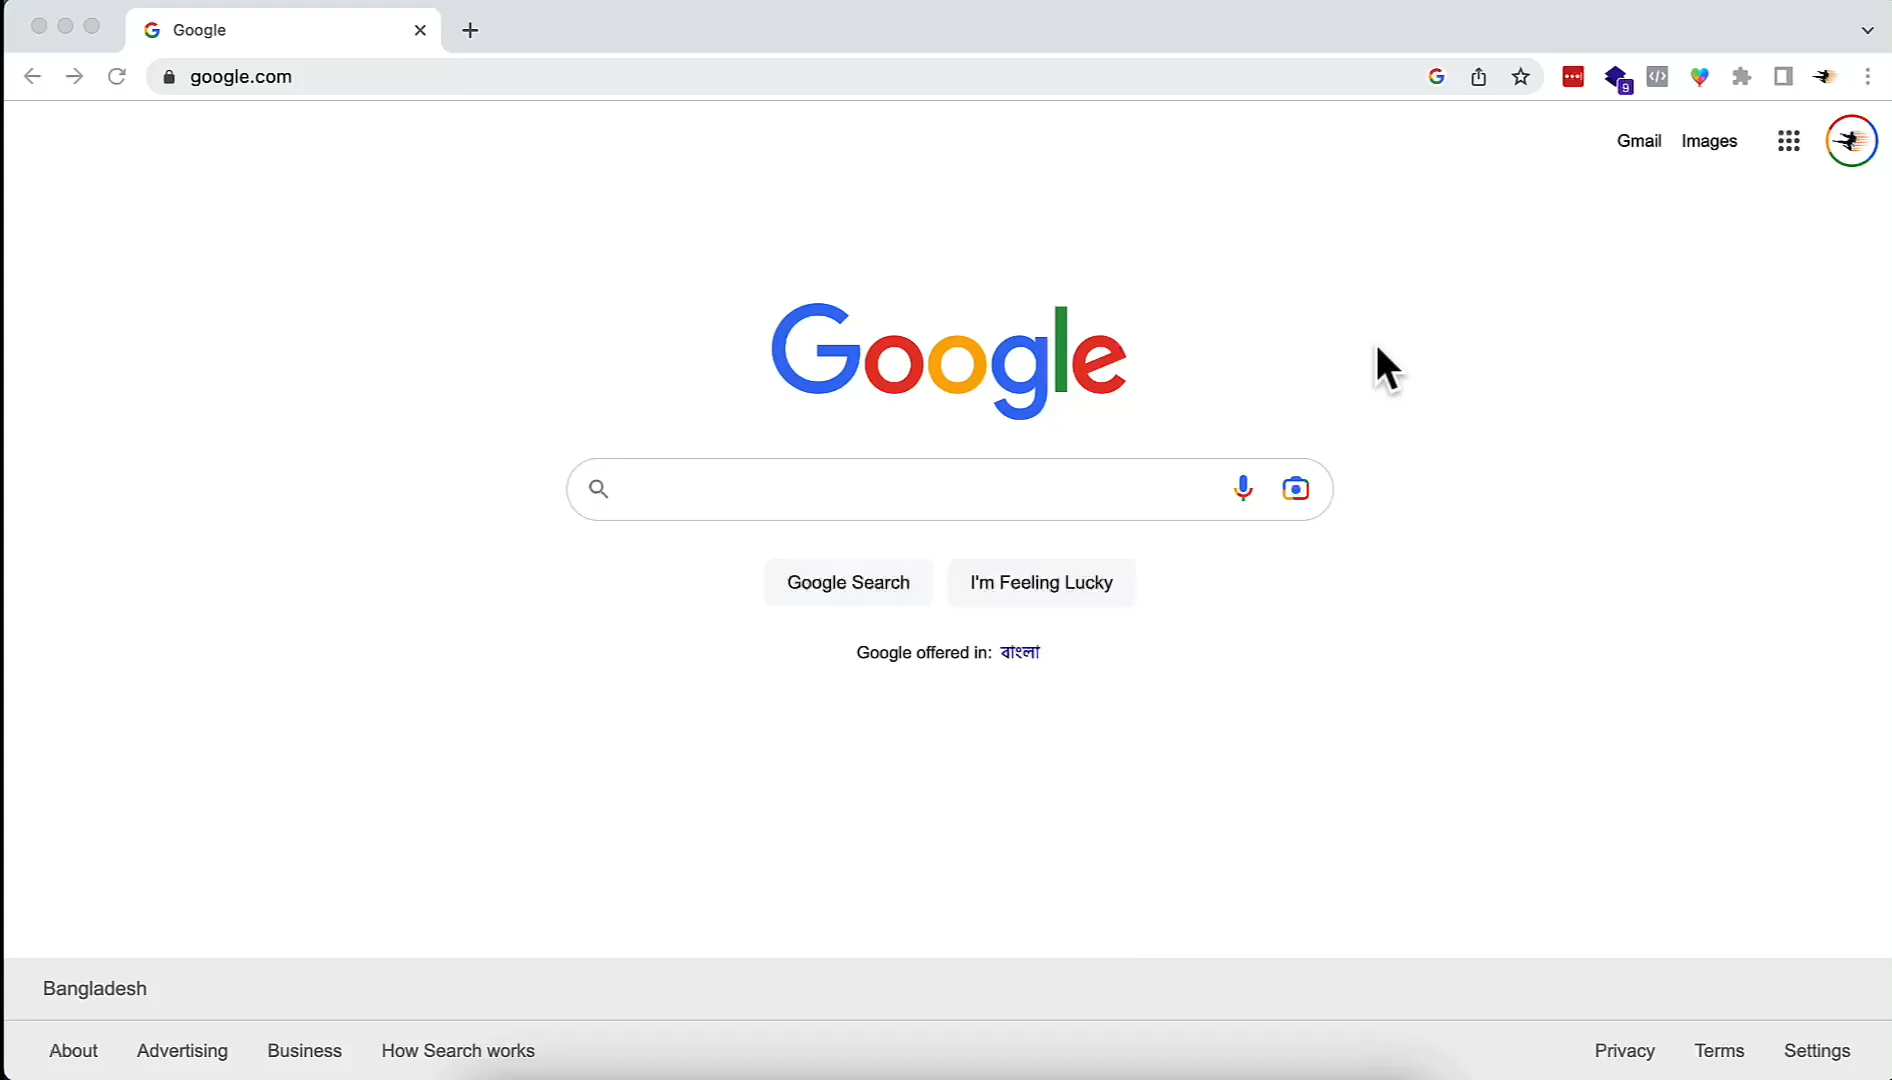 Google
google.com
9
Gmail Images
Google
Google Search I'm Feeling Lucky
Google offered in: বাংলা
Bangladesh
About Advertising Business How Search works Privacy Terms Settings